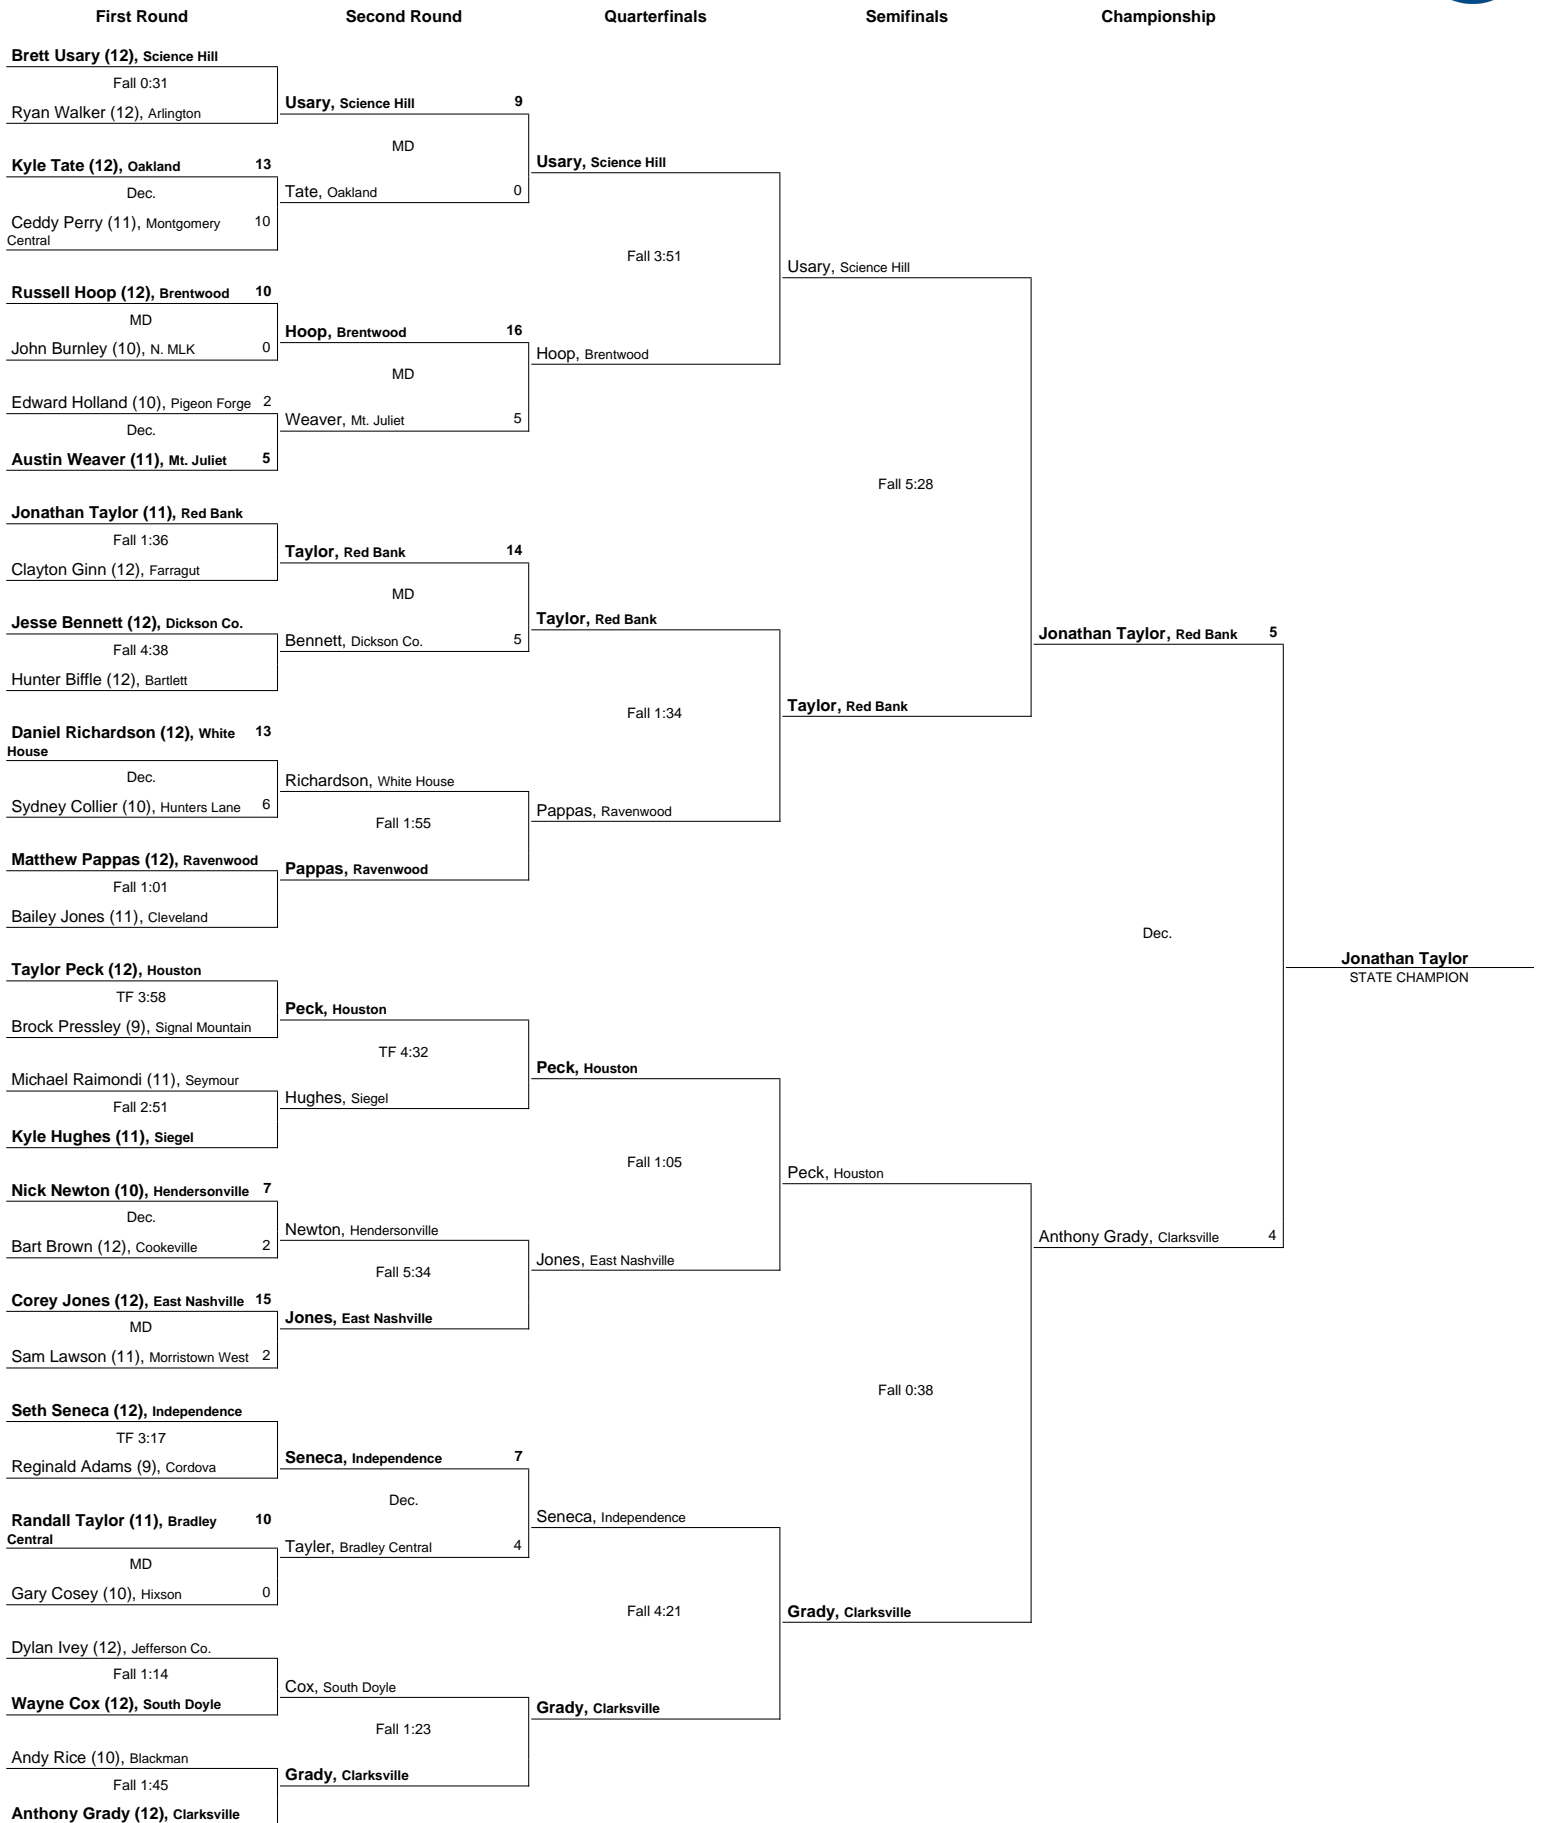 First Round Second Round Quarterfinals Semifinals Championship
Brett Usary (12), Science Hill
Fall 0:31
Ryan Walker (12), Arlington
Kyle Tate (12), Oakland 13
Dec.
Ceddy Perry (11), Montgomery 10
Central
Russell Hoop (12), Brentwood 10
MD
John Burnley (10), N. MLK 0
Edward Holland (10), Pigeon Forge 2
Dec.
Austin Weaver (11), Mt. Juliet 5
Jonathan Taylor (11), Red Bank
Fall 1:36
Clayton Ginn (12), Farragut
Jesse Bennett (12), Dickson Co.
Fall 4:38
Hunter Biffle (12), Bartlett
Daniel Richardson (12), White 13
House
Dec.
Sydney Collier (10), Hunters Lane 6
Matthew Pappas (12), Ravenwood
Fall 1:01
Bailey Jones (11), Cleveland
Taylor Peck (12), Houston
TF 3:58
Brock Pressley (9), Signal Mountain
Michael Raimondi (11), Seymour
Fall 2:51
Kyle Hughes (11), Siegel
Nick Newton (10), Hendersonville 7
Dec.
Bart Brown (12), Cookeville 2
Corey Jones (12), East Nashville 15
MD
Sam Lawson (11), Morristown West 2
Seth Seneca (12), Independence
TF 3:17
Reginald Adams (9), Cordova
Randall Taylor (11), Bradley 10
Central
MD
Gary Cosey (10), Hixson 0
Dylan Ivey (12), Jefferson Co.
Fall 1:14
Wayne Cox (12), South Doyle
Andy Rice (10), Blackman
Fall 1:45
Anthony Grady (12), Clarksville
Usary, Science Hill 9
MD
Tate, Oakland 0
Hoop, Brentwood 16
MD
Weaver, Mt. Juliet 5
Taylor, Red Bank 14
MD
Bennett, Dickson Co. 5
Richardson, White House
Fall 1:55
Pappas, Ravenwood
Peck, Houston
TF 4:32
Hughes, Siegel
Newton, Hendersonville
Fall 5:34
Jones, East Nashville
Seneca, Independence 7
Dec.
Tayler, Bradley Central 4
Cox, South Doyle
Fall 1:23
Grady, Clarksville
Usary, Science Hill
Fall 3:51
Hoop, Brentwood
Taylor, Red Bank
Fall 1:34
Pappas, Ravenwood
Peck, Houston
Fall 1:05
Jones, East Nashville
Seneca, Independence
Fall 4:21
Grady, Clarksville
Usary, Science Hill
Fall 5:28
Taylor, Red Bank
Peck, Houston
Fall 0:38
Grady, Clarksville
Jonathan Taylor, Red Bank 5
Dec.
Anthony Grady, Clarksville 4
Jonathan Taylor
STATE CHAMPION